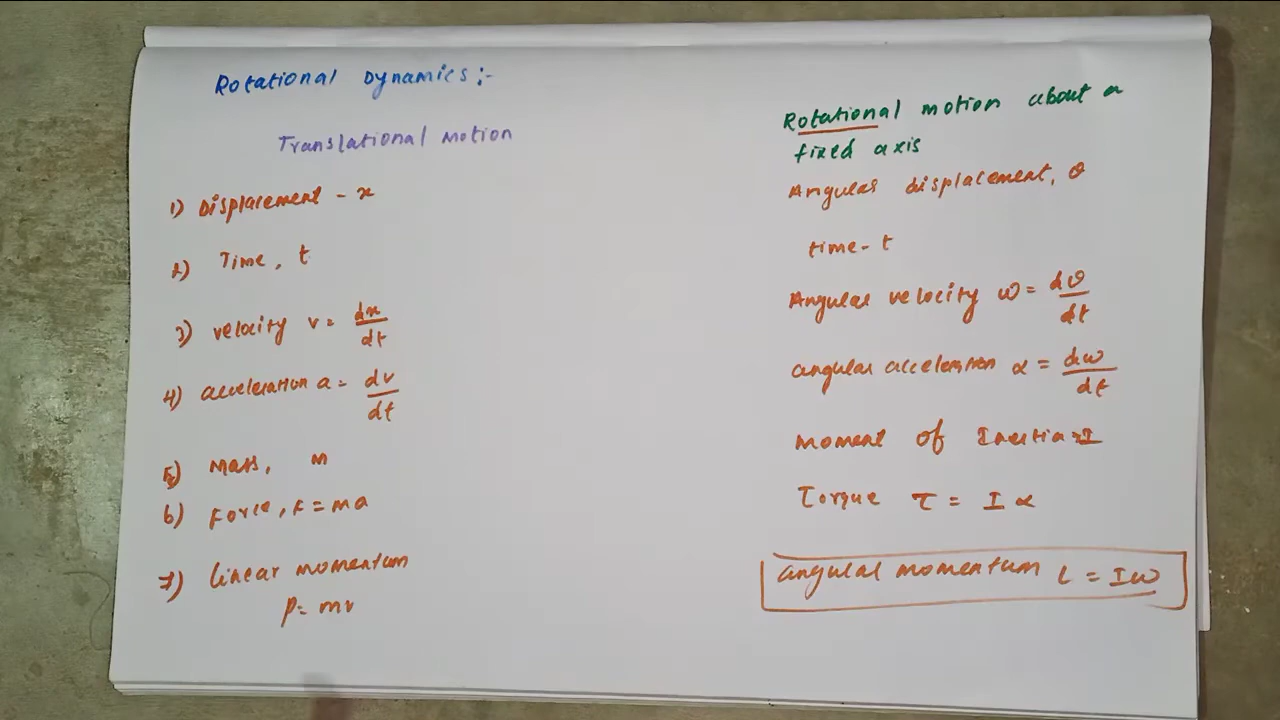 Rotational Dynamics:-
Translational motion
1) Displacement - x
2) Time, t
3) velocity v = dx/dt
4) acceleration a = dv/dt
5) Mass, m
6) Force, F = ma
7) linear momentum
P = mv
Rotational motion about a
fixed axis
Angular displacement, θ
time - t
Angular velocity ω = dθ/dt
angular acceleration α = dω/dt
moment of Inertia = I
Torque τ = I α
angular momentum L = Iω